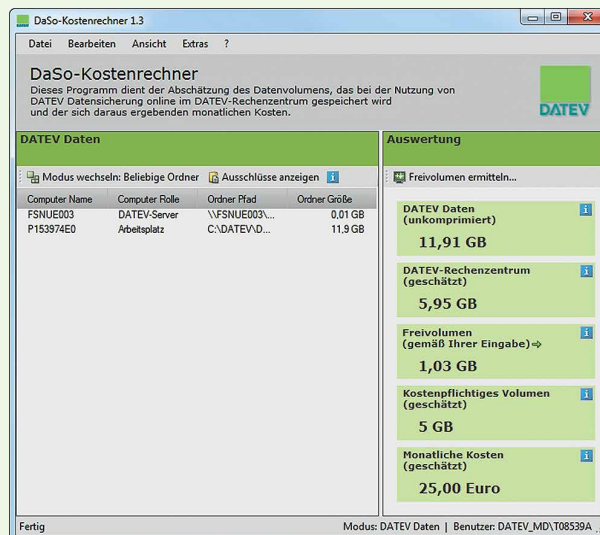 DaSo-Kostenrechner 1.3
Datei Bearbeiten Ansicht Extras ?
DaSo-Kostenrechner
Dieses Programm dient der Abschätzung des Datenvolumens, das bei der Nutzung von
DATEV Datensicherung online im DATEV-Rechenzentrum gespeichert wird
und der sich daraus ergebenden monatlichen Kosten.
DATEV
DATEV Daten
Modus wechseln: Beliebige Ordner Ausschlüsse anzeigen i
Computer Name Computer Rolle Ordner Pfad Ordner Größe
FSNUE003 DATEV-Server \\FSNUE003\... 0,01 GB
P153974E0 Arbeitsplatz C:\DATEV\D... 11,9 GB
Auswertung
Freivolumen ermitteln...
DATEV Daten i
(unkomprimiert)
11,91 GB
DATEV-Rechenzentrum i
(geschätzt)
5,95 GB
Freivolumen i
(gemäß Ihrer Eingabe)⇨
1,03 GB
Kostenpflichtiges Volumen i
(geschätzt)
5 GB
Monatliche Kosten i
(geschätzt)
25,00 Euro
Fertig
Modus: DATEV Daten | Benutzer: DATEV_MD\T08539A